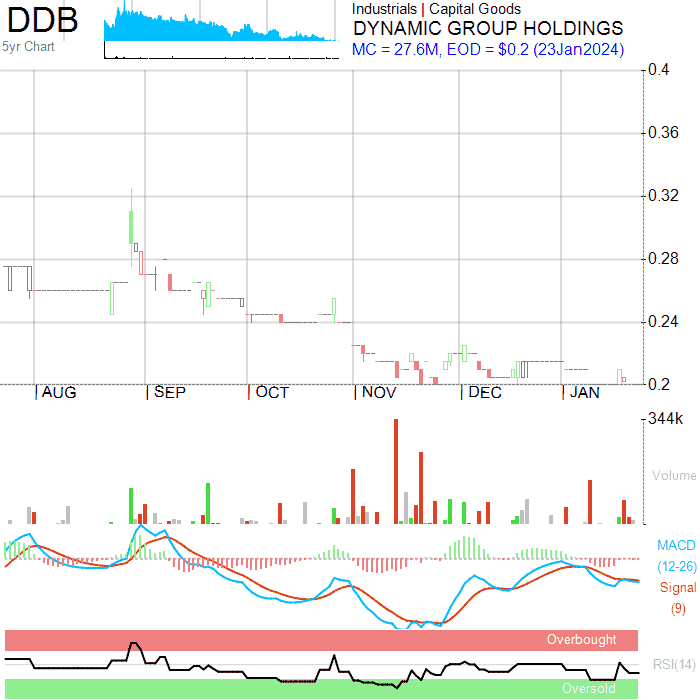 DDB
5yr Chart
Industrials | Capital Goods
DYNAMIC GROUP HOLDINGS
MC = 27.6M, EOD = $0.2 (23Jan2024)
0.4
0.36
0.32
0.28
0.24
0.2
AUG SEP OCT NOV DEC JAN
344k
Volume
MACD
(12-26)
Signal
(9)
Overbought
RSI(14)
Oversold